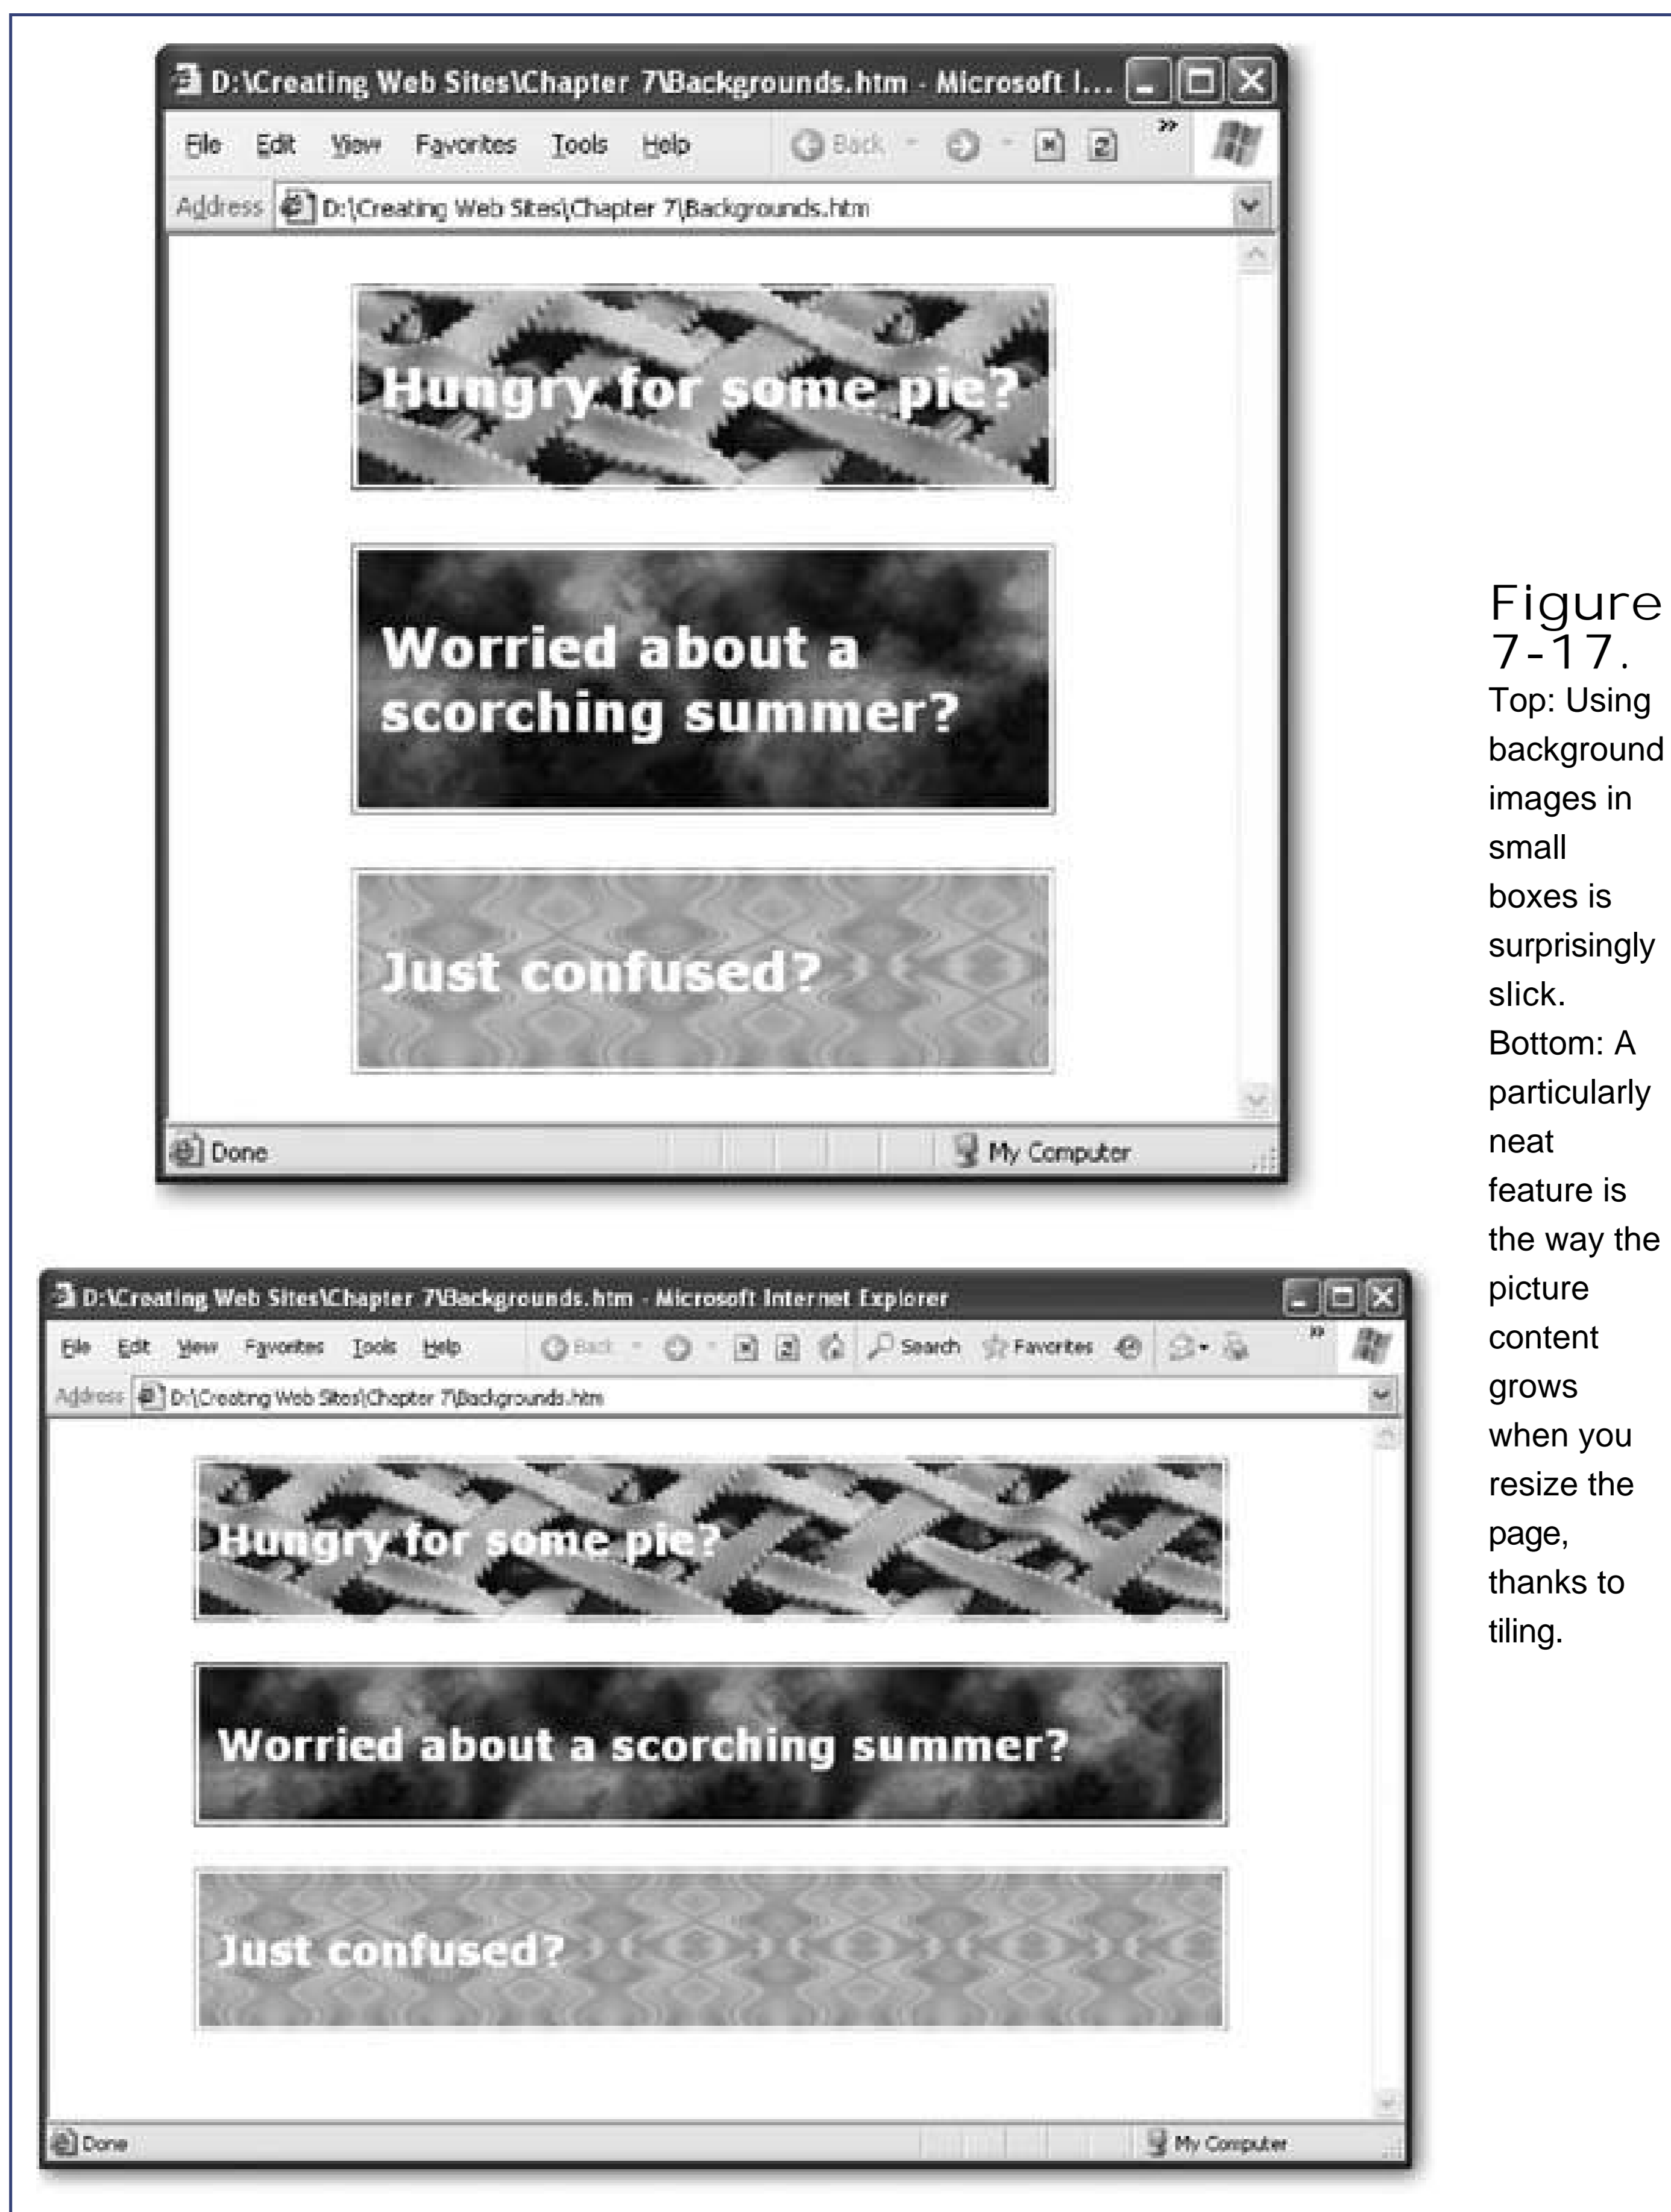 D:\Creating Web Sites\Chapter 7\Backgrounds.htm - Microsoft I...
File Edit View Favorites Tools Help Back »
Address D:\Creating Web Sites\Chapter 7\Backgrounds.htm
Hungry for some pie?
Worried about a
scorching summer?
Just confused?
Done My Computer
D:\Creating Web Sites\Chapter 7\Backgrounds.htm - Microsoft Internet Explorer
File Edit View Favorites Tools Help Back Search Favorites »
Address D:\Creating Web Sites\Chapter 7\Backgrounds.htm
Hungry for some pie?
Worried about a scorching summer?
Just confused?
Done My Computer
Figure
7-17.
Top: Using
background
images in
small
boxes is
surprisingly
slick.
Bottom: A
particularly
neat
feature is
the way the
picture
content
grows
when you
resize the
page,
thanks to
tiling.